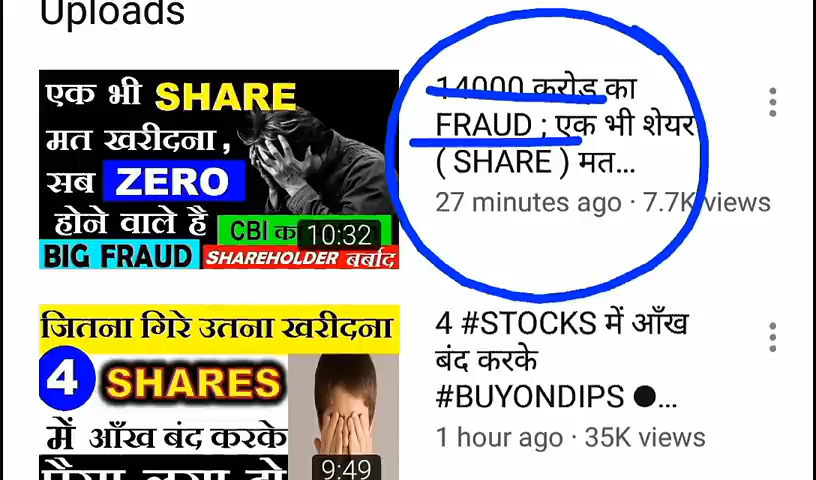 Uploads
एक भी SHARE
मत खरीदना,
सब ZERO
होने वाले है
CBI क
10:32
BIG FRAUD SHAREHOLDER बर्बाद
14000 करोड का
FRAUD ; एक भी शेयर
( SHARE ) मत...
27 minutes ago · 7.7K views
जितना गिरे उतना खरीदना
4 SHARES
में आँख बंद करके
9:49
4 #STOCKS में आँख
बंद करके
#BUYONDIPS ●...
1 hour ago · 35K views